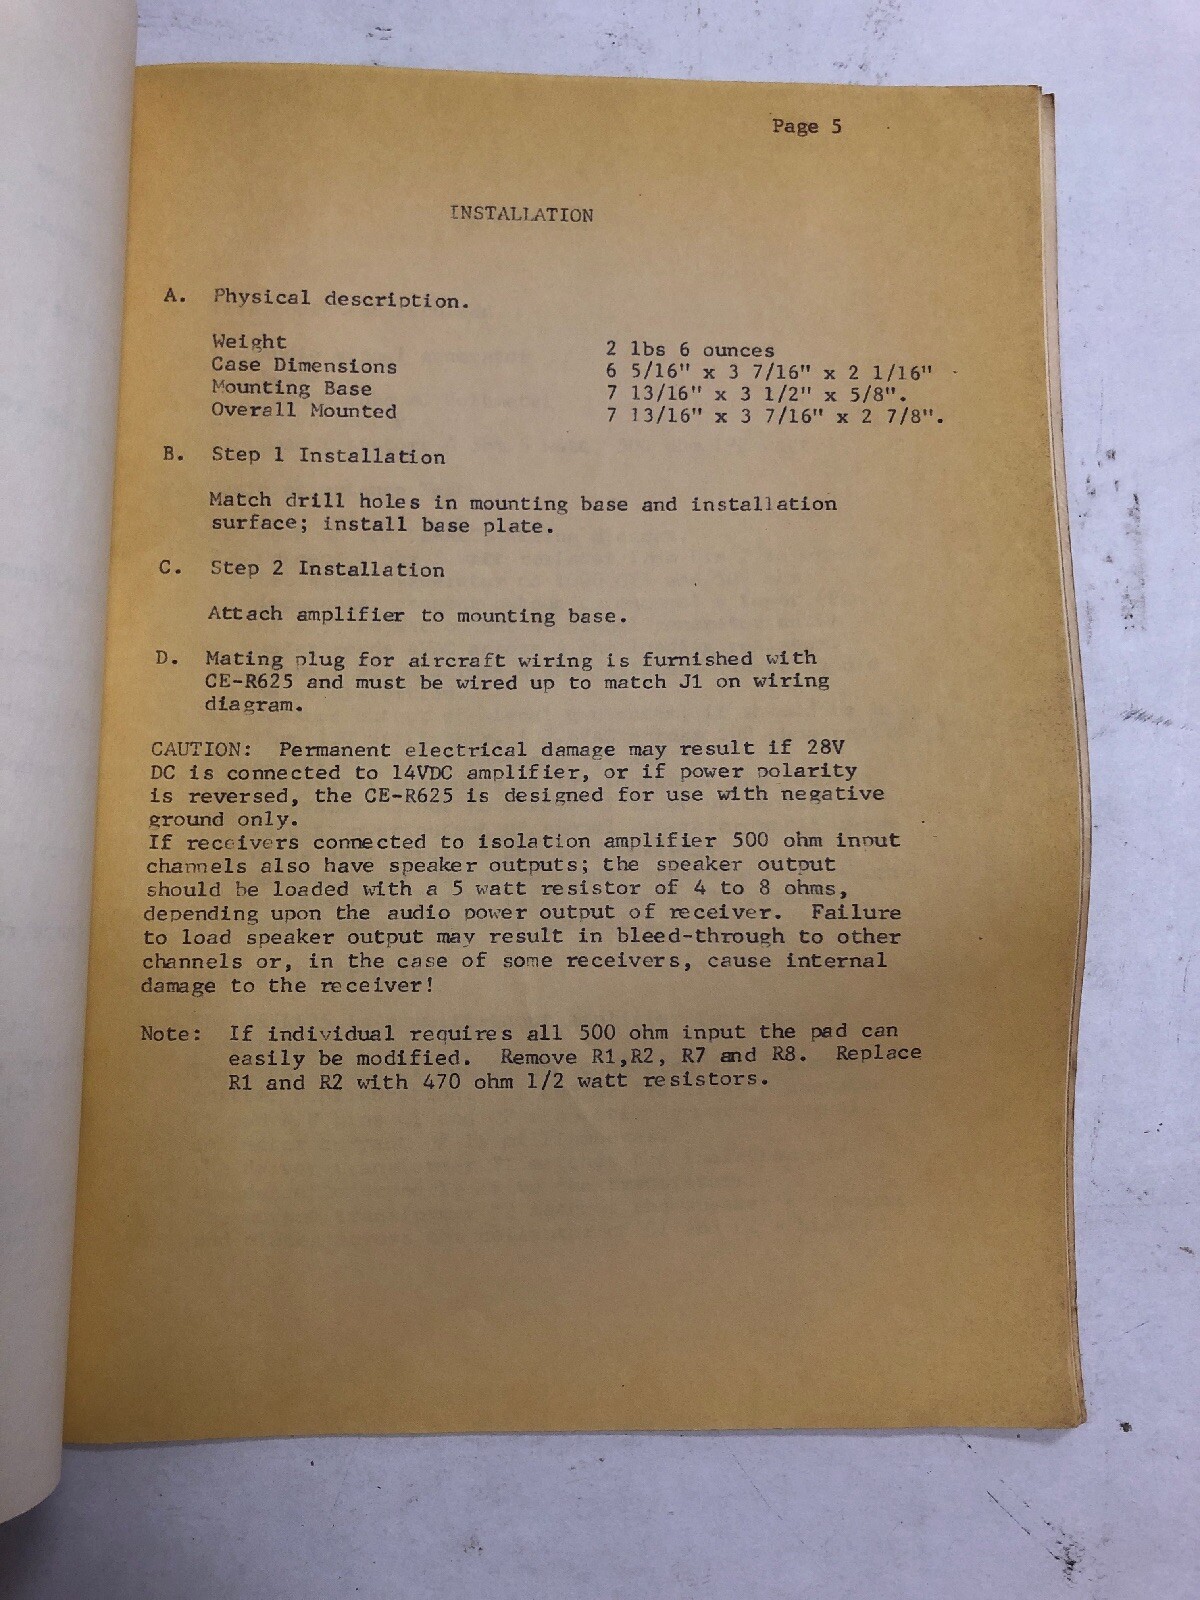 Page 5
INSTALLATION
A. Physical description.
Weight 2 lbs 6 ounces
Case Dimensions 6 5/16" x 3 7/16" x 2 1/16"
Mounting Base 7 13/16" x 3 1/2" x 5/8".
Overall Mounted 7 13/16" x 3 7/16" x 2 7/8".
B. Step 1 Installation
Match drill holes in mounting base and installation
surface; install base plate.
C. Step 2 Installation
Attach amplifier to mounting base.
D. Mating plug for aircraft wiring is furnished with
CE-R625 and must be wired up to match J1 on wiring
diagram.
CAUTION: Permanent electrical damage may result if 28V
DC is connected to 14VDC amplifier, or if power polarity
is reversed, the CE-R625 is designed for use with negative
ground only.
If receivers connected to isolation amplifier 500 ohm input
channels also have speaker outputs; the speaker output
should be loaded with a 5 watt resistor of 4 to 8 ohms,
depending upon the audio power output of receiver. Failure
to load speaker output may result in bleed-through to other
channels or, in the case of some receivers, cause internal
damage to the receiver!
Note: If individual requires all 500 ohm input the pad can
easily be modified. Remove R1,R2, R7 and R8. Replace
R1 and R2 with 470 ohm 1/2 watt resistors.